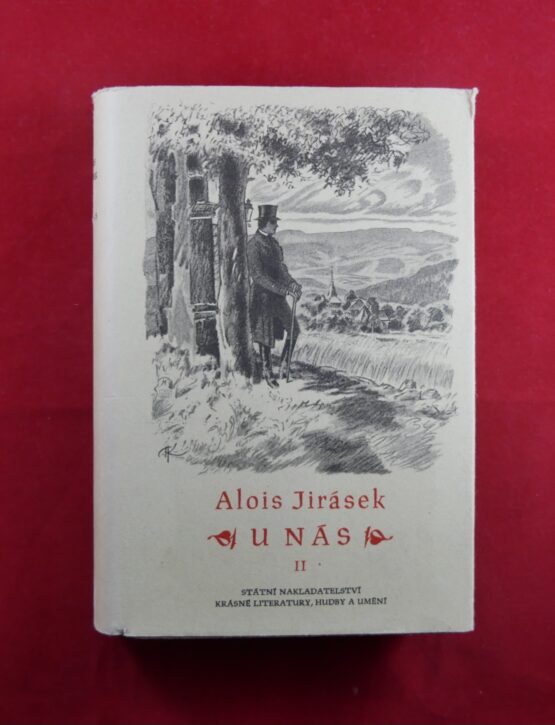 Alois Jirásek
U NÁS
II
STÁTNÍ NAKLADATELSTVÍ
KRÁSNÉ LITERATURY, HUDBY A UMĚNÍ